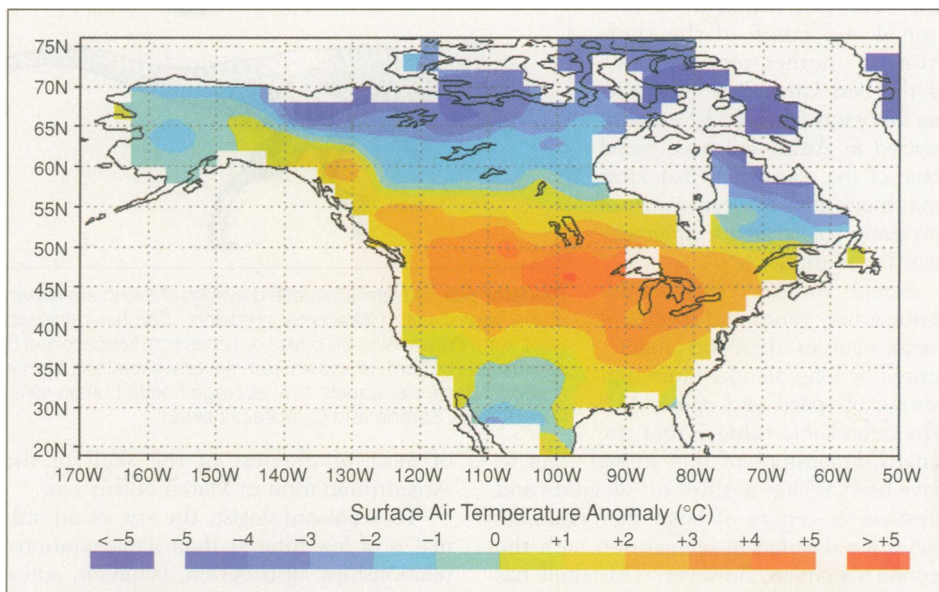 75N
70N
65N
60N
55N
50N
45N
40N
35N
30N
20N
170W 160W 150W 140W 130W 120W 110W 100W 90W 80W 70W 60W 50W
Surface Air Temperature Anomaly (°C)
< −5 −5 −4 −3 −2 −1 0 +1 +2 +3 +4 +5 > +5